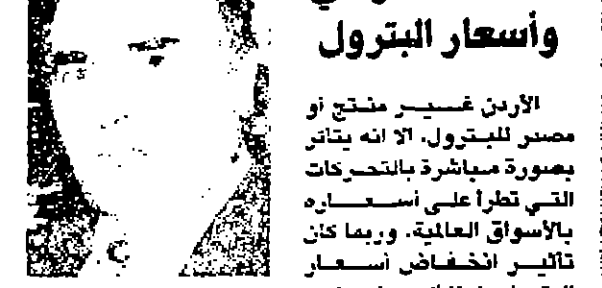 وأسعار البترول
الأردن غير منتج أو
مصدر للبترول، الا انه يتأثر
بصورة مباشرة بالتحركات
التي تطرأ على أسعاره
بالأسواق العالمية، وربما كان
تأثير انخفاض أسعار